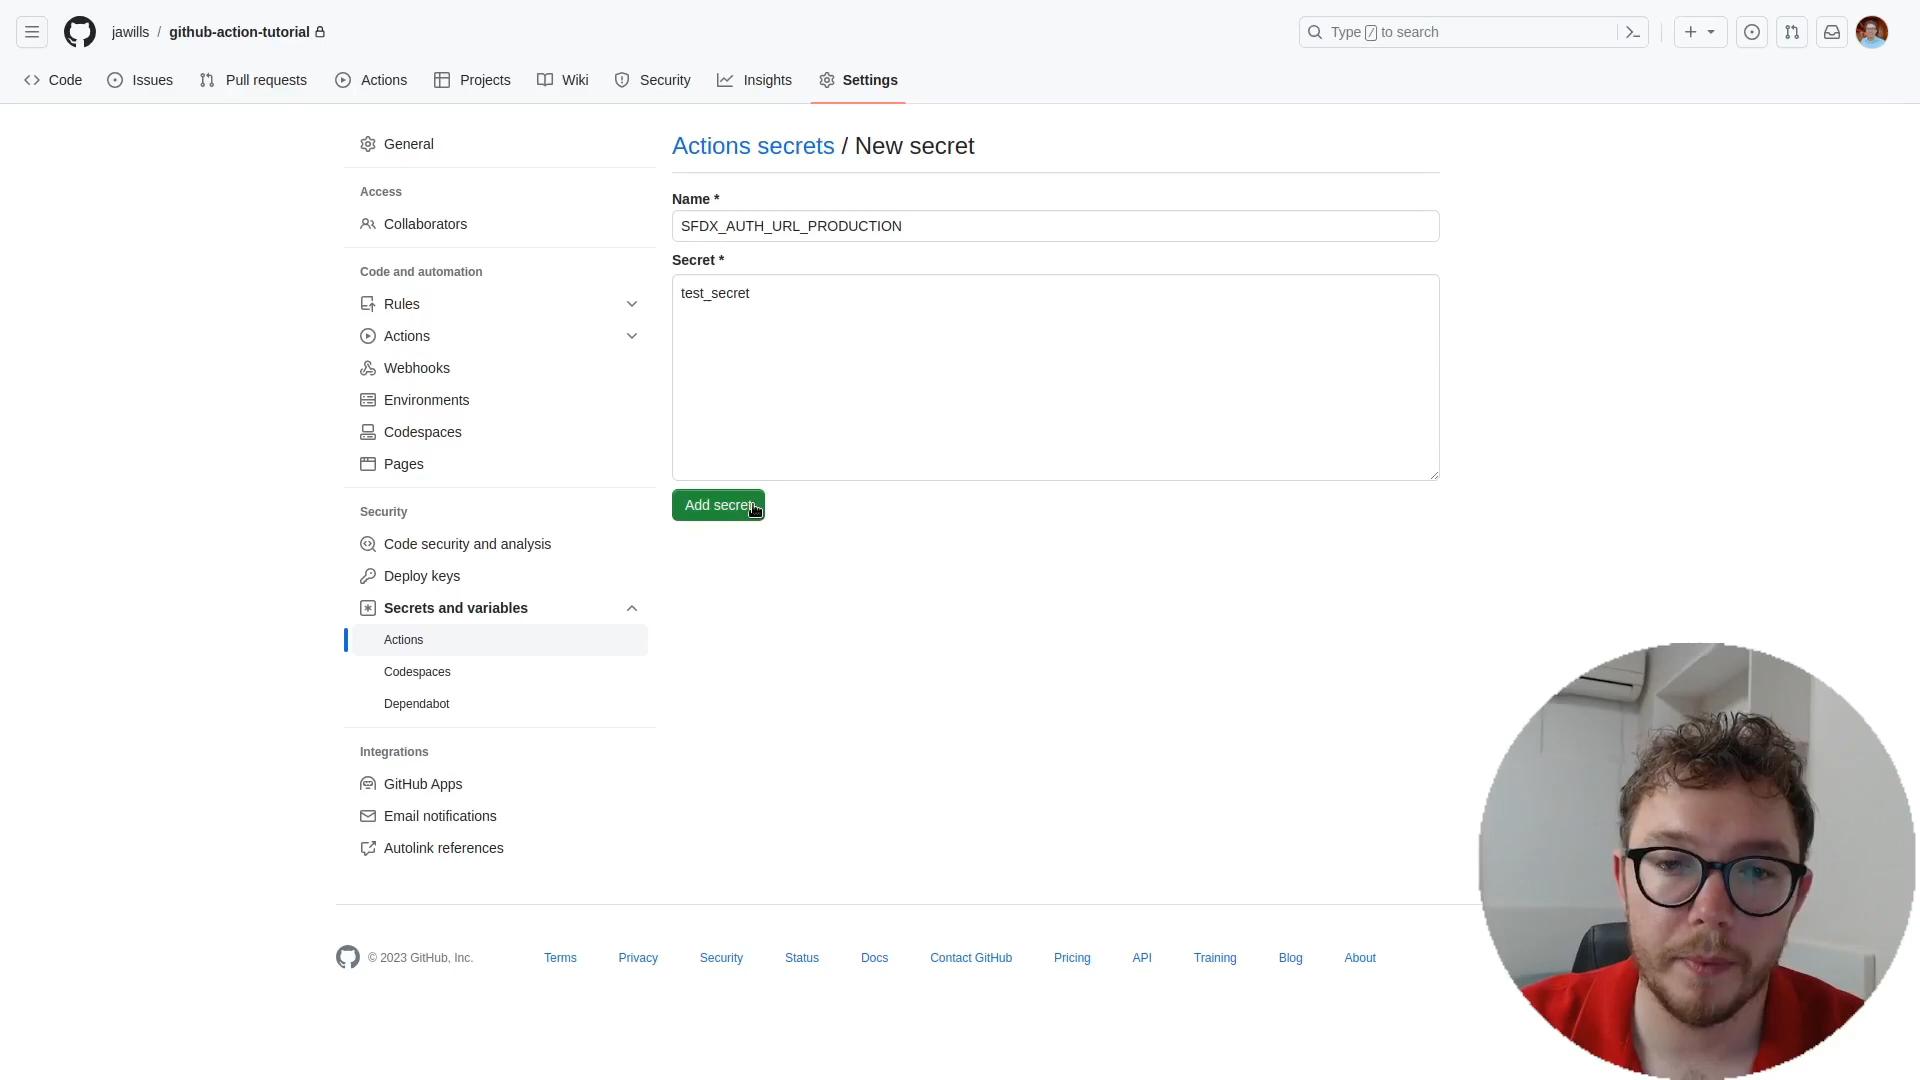 jawills / github-action-tutorial
Type / to search
Code
Issues
Pull requests
Actions
Projects
Wiki
Security
Insights
Settings
General
Access
Collaborators
Code and automation
Rules
Actions
Webhooks
Environments
Codespaces
Pages
Security
Code security and analysis
Deploy keys
Secrets and variables
Actions
Codespaces
Dependabot
Integrations
GitHub Apps
Email notifications
Autolink references
Actions secrets / New secret
Name *
SFDX_AUTH_URL_PRODUCTION
Secret *
test_secret
Add secret
© 2023 GitHub, Inc.
Terms
Privacy
Security
Status
Docs
Contact GitHub
Pricing
API
Training
Blog
About